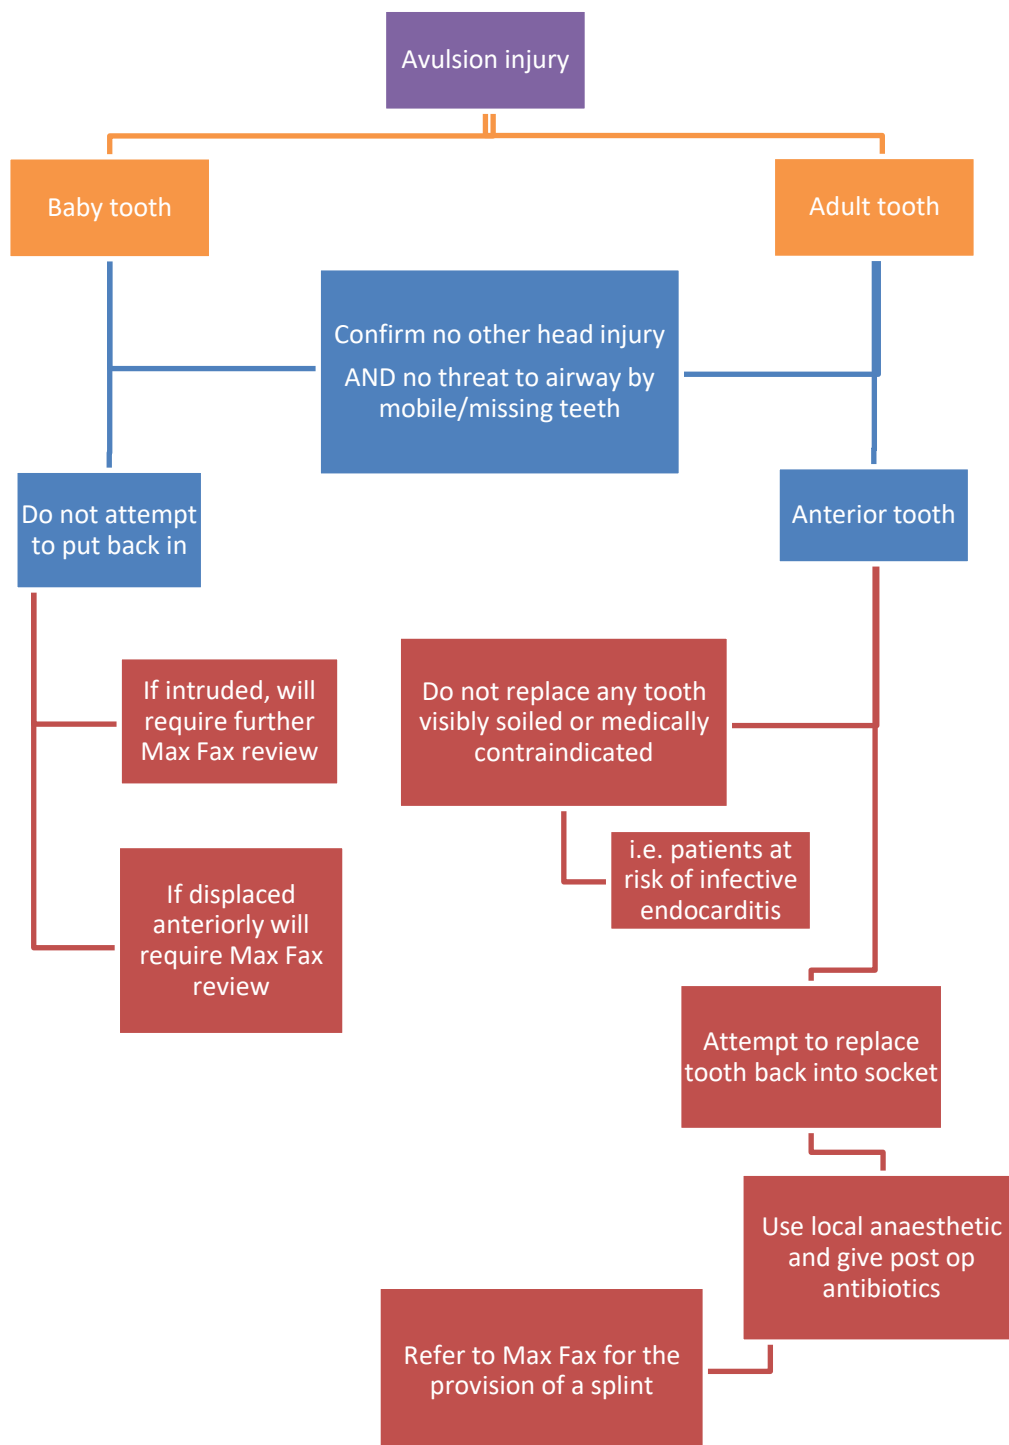 Avulsion injury
Baby tooth
Adult tooth
Confirm no other head injury
AND no threat to airway by
mobile/missing teeth
Do not attempt
to put back in
Anterior tooth
If intruded, will
require further
Max Fax review
Do not replace any tooth
visibly soiled or medically
contraindicated
i.e. patients at
risk of infective
endocarditis
If displaced
anteriorly will
require Max Fax
review
Attempt to replace
tooth back into socket
Use local anaesthetic
and give post op
antibiotics
Refer to Max Fax for the
provision of a splint